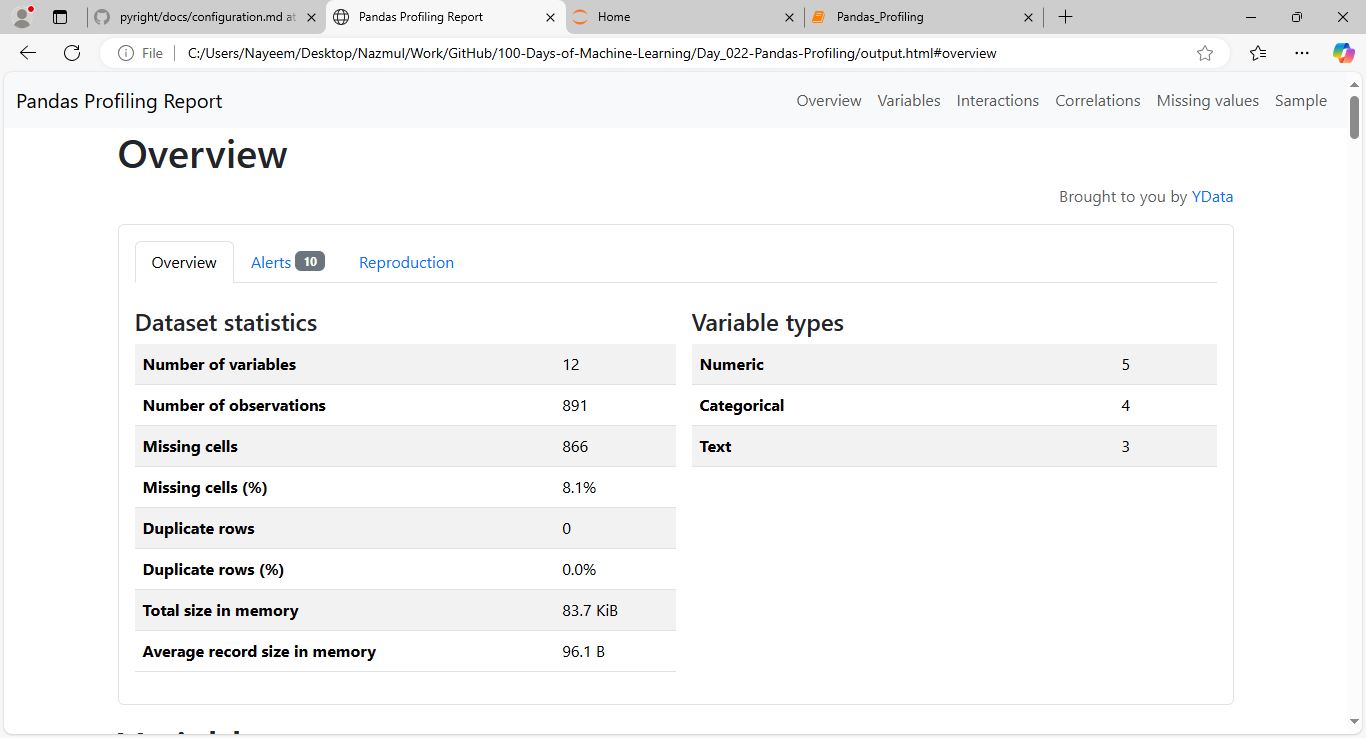 pyright/docs/configuration.md at
Pandas Profiling Report
Home
Pandas_Profiling
File
C:/Users/Nayeem/Desktop/Nazmul/Work/GitHub/100-Days-of-Machine-Learning/Day_022-Pandas-Profiling/output.html#overview
Pandas Profiling Report
Overview Variables Interactions Correlations Missing values Sample
Overview
Brought to you by YData
Overview Alerts 10 Reproduction
Dataset statistics
Number of variables 12
Number of observations 891
Missing cells 866
Missing cells (%) 8.1%
Duplicate rows 0
Duplicate rows (%) 0.0%
Total size in memory 83.7 KiB
Average record size in memory 96.1 B
Variable types
Numeric 5
Categorical 4
Text 3